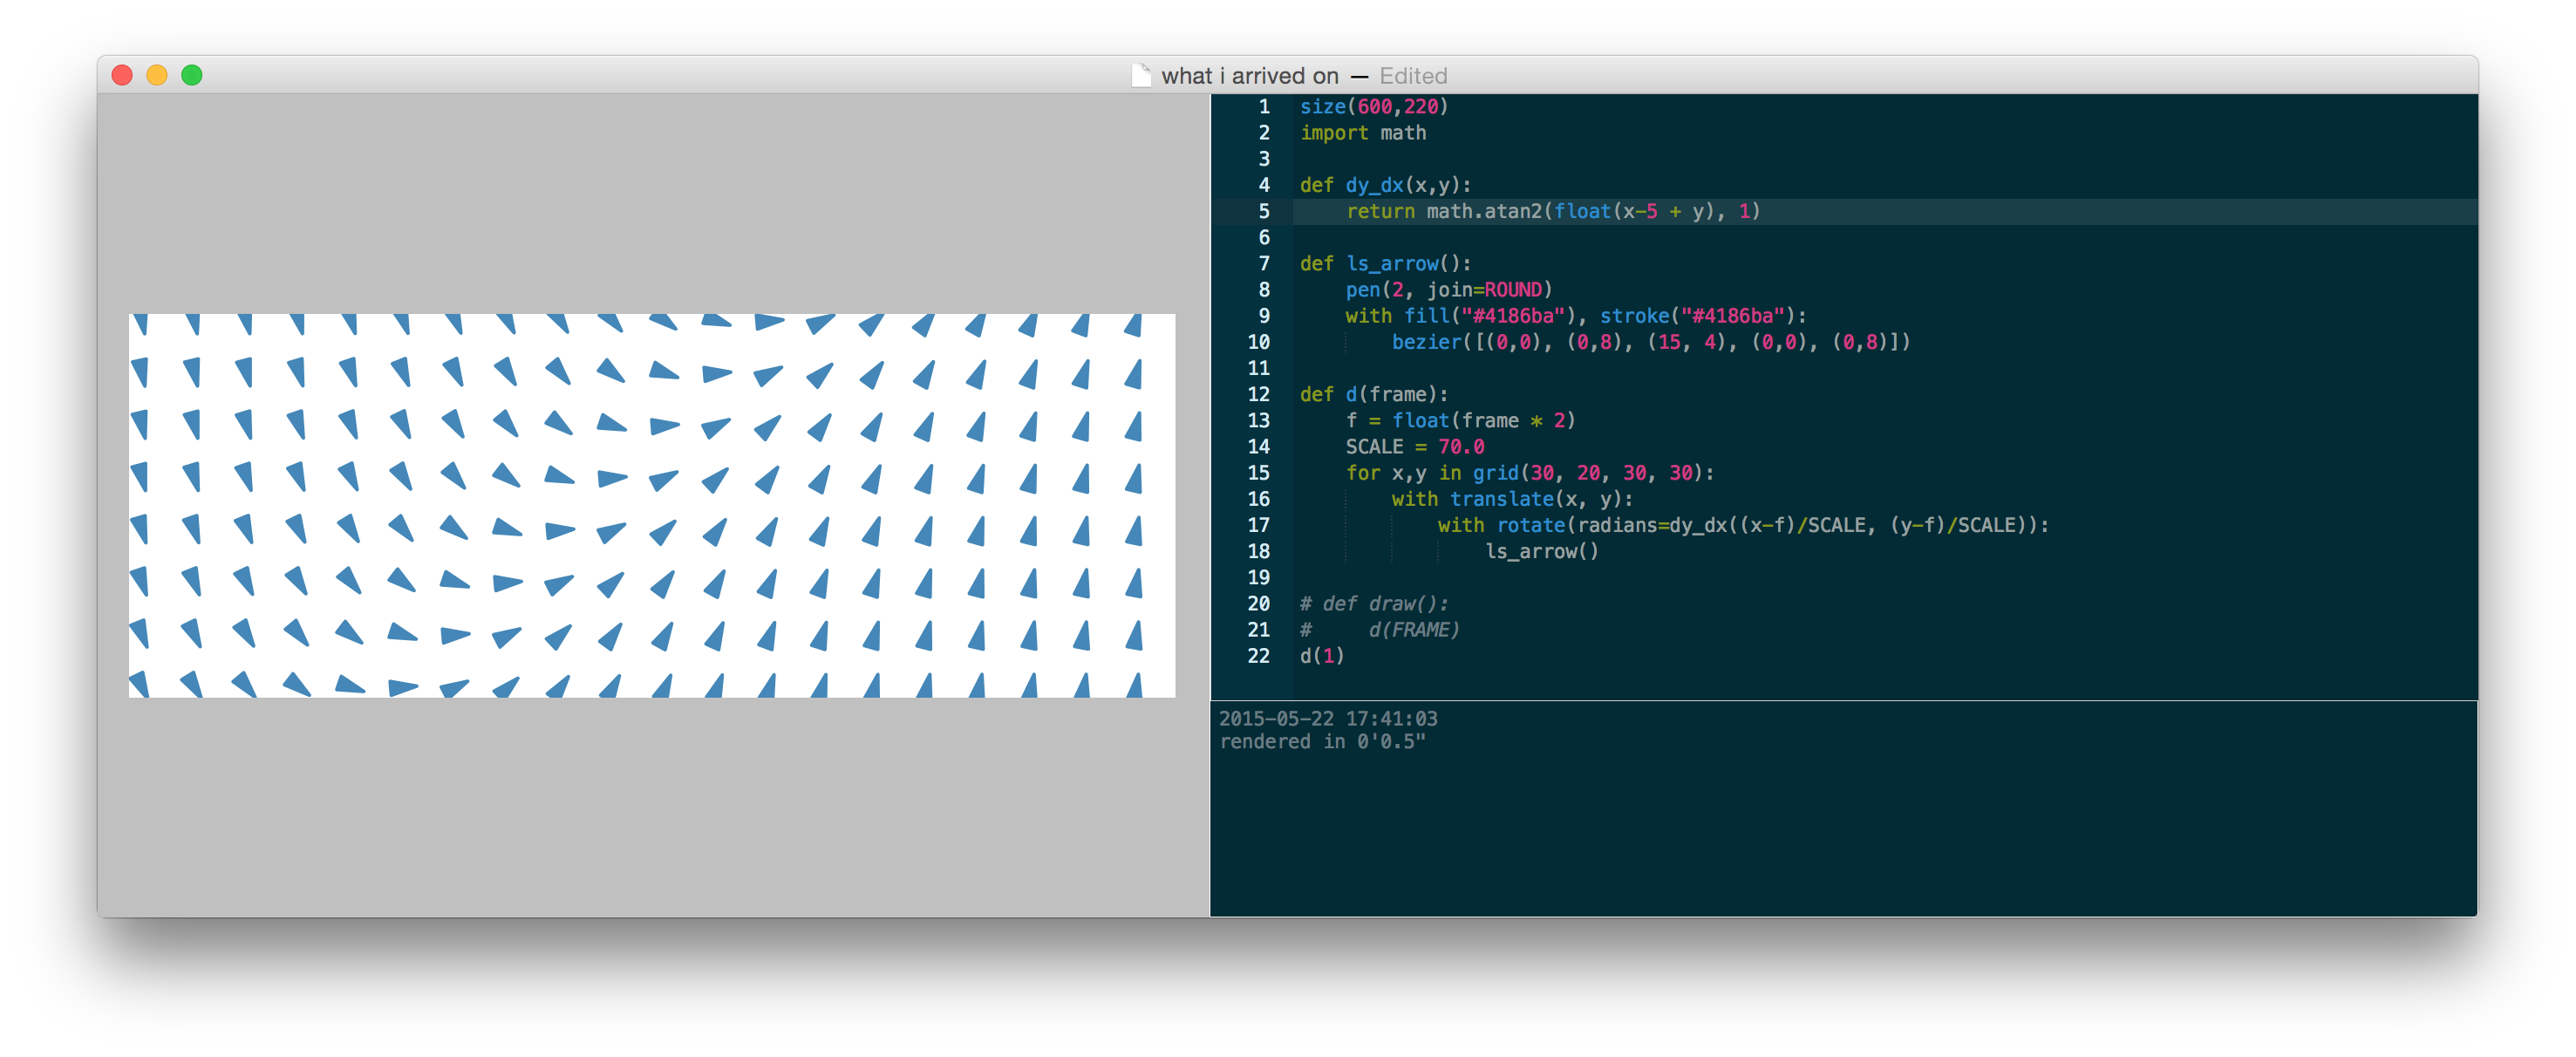 what i arrived on — Edited
1 size(600,220)
2 import math
3
4 def dy_dx(x,y):
5     return math.atan2(float(x-5 + y), 1)
6
7 def ls_arrow():
8     pen(2, join=ROUND)
9     with fill("#4186ba"), stroke("#4186ba"):
10         bezier([(0,0), (0,8), (15, 4), (0,0), (0,8)])
11
12 def d(frame):
13     f = float(frame * 2)
14     SCALE = 70.0
15     for x,y in grid(30, 20, 30, 30):
16         with translate(x, y):
17             with rotate(radians=dy_dx((x-f)/SCALE, (y-f)/SCALE)):
18                 ls_arrow()
19
20 # def draw():
21 #     d(FRAME)
22 d(1)
2015-05-22 17:41:03
rendered in 0'0.5"